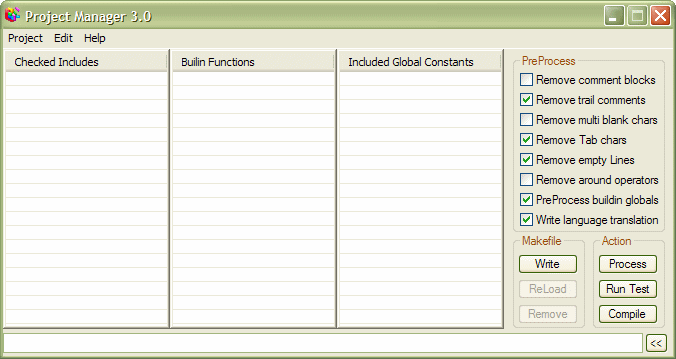 Project Manager 3.0
Project Edit Help
Checked Includes
Builin Functions
Included Global Constants
PreProcess
Remove comment blocks
Remove trail comments
Remove multi blank chars
Remove Tab chars
Remove empty Lines
Remove around operators
PreProcess buildin globals
Write language translation
Makefile
Write
ReLoad
Remove
Action
Process
Run Test
Compile
<<